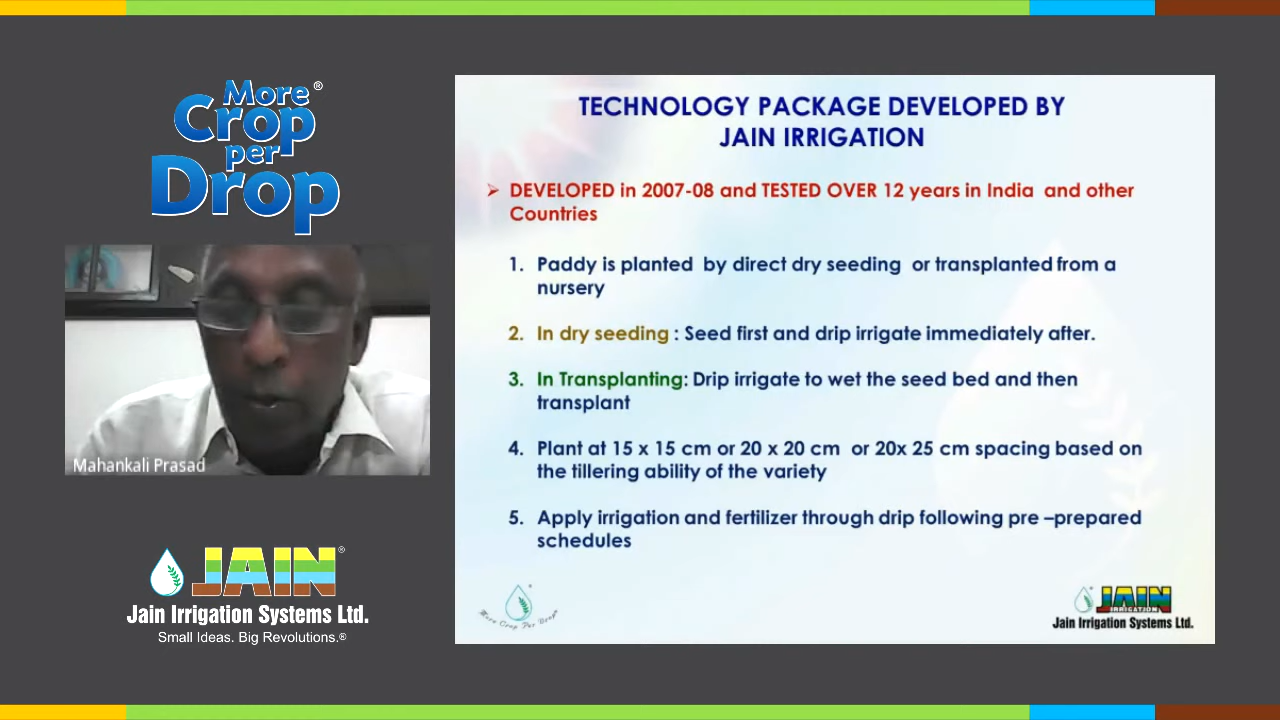 More®
Crop
per
Drop
Mahankali Prasad
JAIN®
Jain Irrigation Systems Ltd.
Small Ideas. Big Revolutions.®
TECHNOLOGY PACKAGE DEVELOPED BY
JAIN IRRIGATION
➢ DEVELOPED in 2007-08 and TESTED OVER 12 years in India and other
Countries
1. Paddy is planted by direct dry seeding or transplanted from a
nursery
2. In dry seeding : Seed first and drip irrigate immediately after.
3. In Transplanting: Drip irrigate to wet the seed bed and then
transplant
4. Plant at 15 x 15 cm or 20 x 20 cm or 20x 25 cm spacing based on
the tillering ability of the variety
5. Apply irrigation and fertilizer through drip following pre –prepared
schedules
More Crop Per Drop
JAIN
IRRIGATION
Jain Irrigation Systems Ltd.